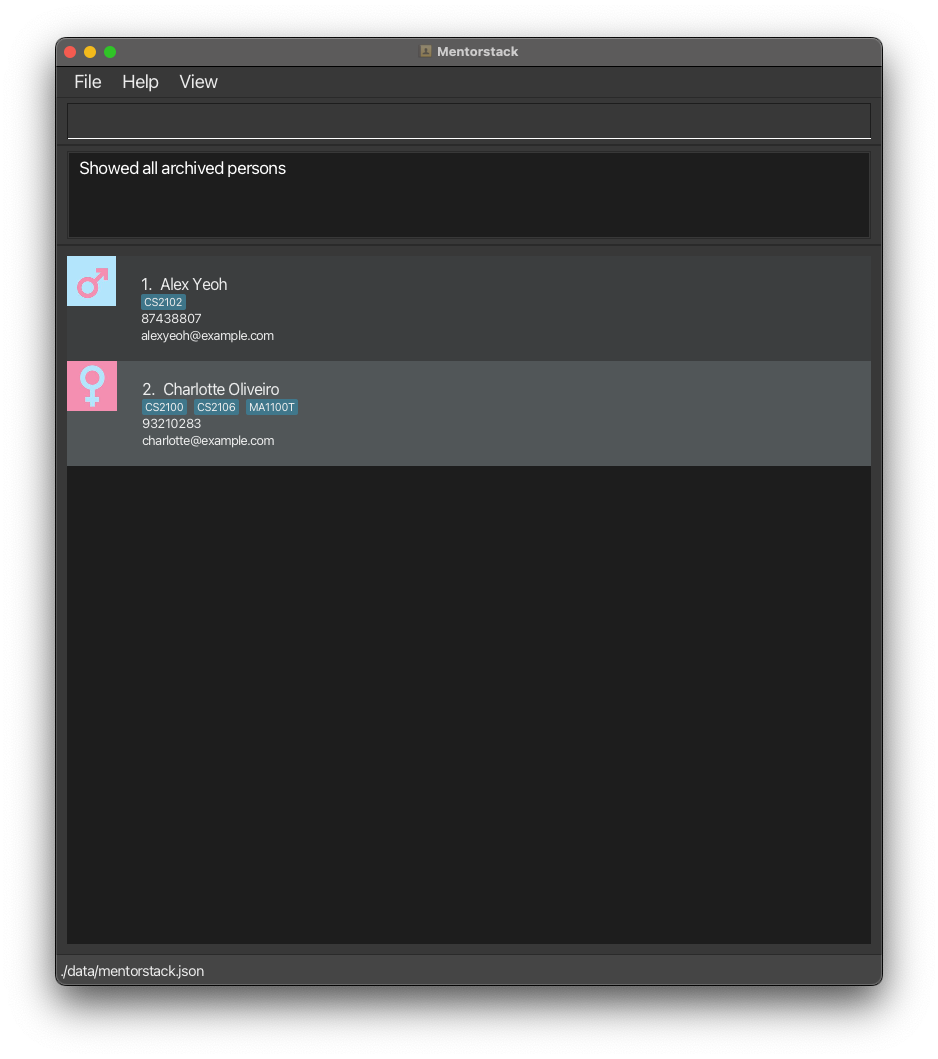 Mentorstack
File Help View
Showed all archived persons
1. Alex Yeoh
CS2102
87438807
alexyeoh@example.com
2. Charlotte Oliveiro
CS2100 CS2106 MA1100T
93210283
charlotte@example.com
./data/mentorstack.json